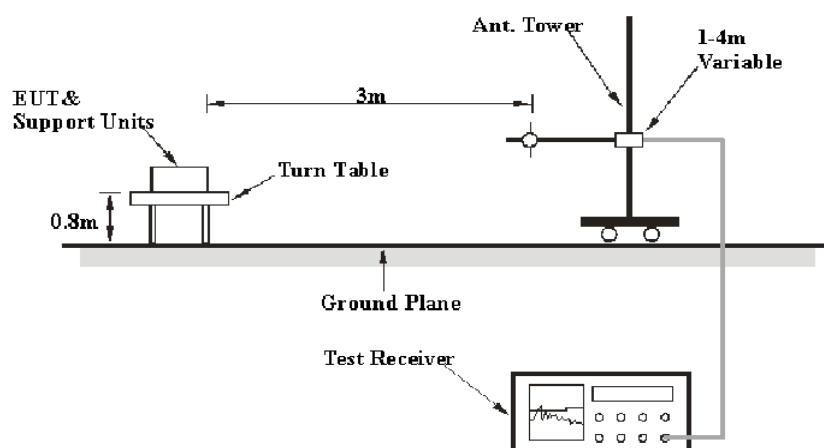 Ant. Tower
1-4m
Variable
3m
EUT&
Support Units
Turn Table
0.8m
Ground Plane
Test Receiver